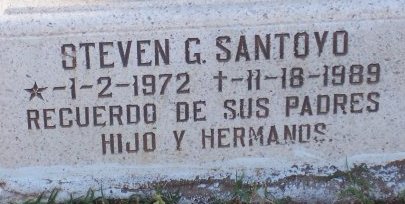 STEVEN G. SANTOYO
★-1-2-1972 †-11-18-1989
RECUERDO DE SUS PADRES
HIJO Y HERMANOS.